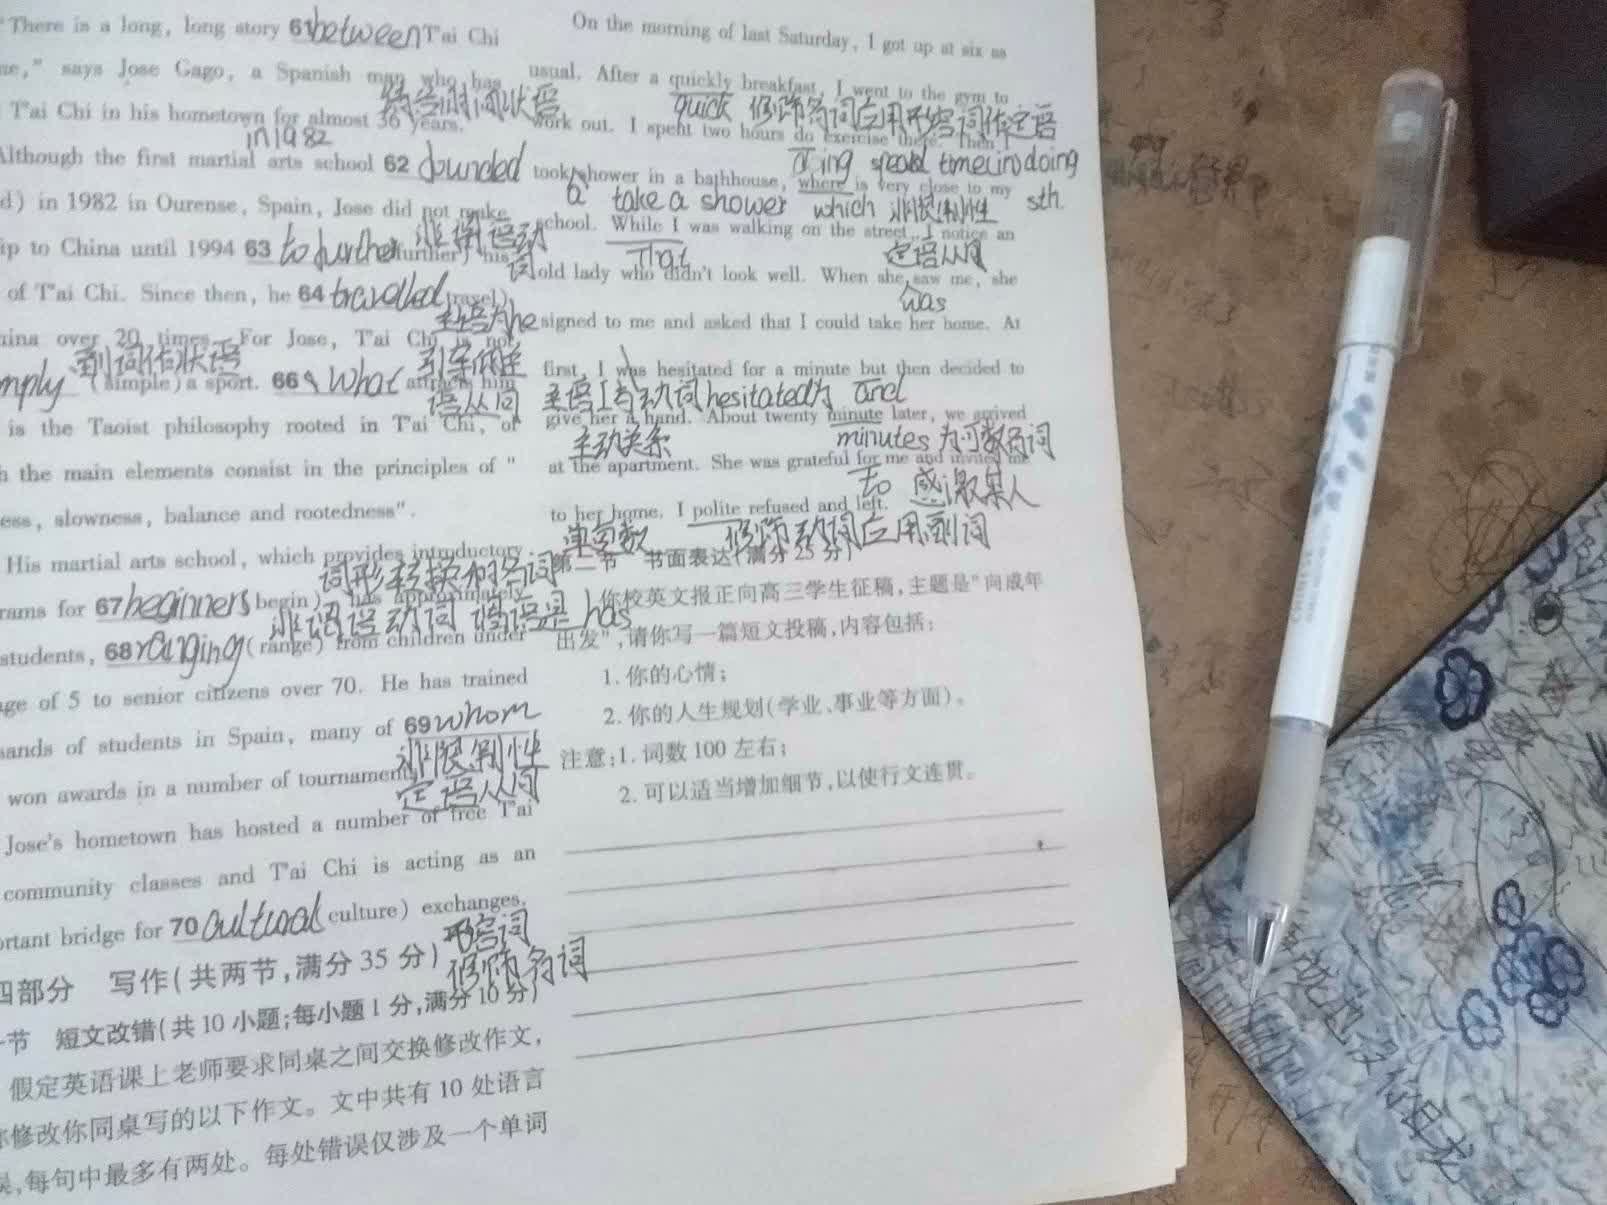 "There is a long, long story 61 between T'ai Chi
me," says Jose Gago, a Spanish man who has
特定时间状语
T'ai Chi in his hometown for almost 36 years.
in 1982
Although the first martial arts school 62 founded
d) in 1982 in Ourense, Spain, Jose did not make
非谓语动词
ip to China until 1994 63 to further (further) his
of T'ai Chi. Since then, he 64 travelled travel)
主语为he
hina over 20 times. For Jose, T'ai Chi is not
副词作状语 引导
mply (simple) a sport. 66 What attracts him
语从句
is the Taoist philosophy rooted in T'ai Chi, of
h the main elements consist in the principles of "
ess, slowness, balance and rootedness".
His martial arts school, which provides introductory
词形转换 名词
rams for 67 beginners begin) has approximately
非谓语动词 谓语是 has
students, 68 ranging (range) from children under
age of 5 to senior citizens over 70. He has trained
sands of students in Spain, many of 69 whom
非限制性
won awards in a number of tournament
定语从句
Jose's hometown has hosted a number of free T'ai
community classes and T'ai Chi is acting as an
ortant bridge for 70 cultural culture) exchanges.
形容词
四部分 写作(共两节,满分35分)
修饰名词
一节 短文改错(共10小题;每小题1分,满分10分)
假定英语课上老师要求同桌之间交换修改作文,
你修改你同桌写的以下作文。文中共有10处语言
误,每句中最多有两处。每处错误仅涉及一个单词
On the morning of last Saturday, I got up at six as
usual. After a quickly breakfast, I went to the gym to
quick 修饰名词应用形容词作定语
work out. I spent two hours do exercise there. Then I
doing spend time in doing
took shower in a bathhouse, where is very close to my
a take a shower which 非限制性 sth.
school. While I was walking on the street, I notice an
定语从句
old lady who didn't look well. When she saw me, she
was
signed to me and asked that I could take her home. At
first, I was hesitated for a minute but then decided to
主语I与动词hesitated为 and
give her a hand. About twenty minute later, we arrived
主动关系 minutes 为可数名词
at the apartment. She was grateful for me and invited me
to 感激某人
to her home. I polite refused and left.
修饰动词应用副词
第二节 书面表达(满分25分)
你校英文报正向高三学生征稿,主题是"向成年
出发",请你写一篇短文投稿,内容包括:
1. 你的心情;
2. 你的人生规划(学业、事业等方面)。
注意:1. 词数100左右;
2. 可以适当增加细节,以使行文连贯。